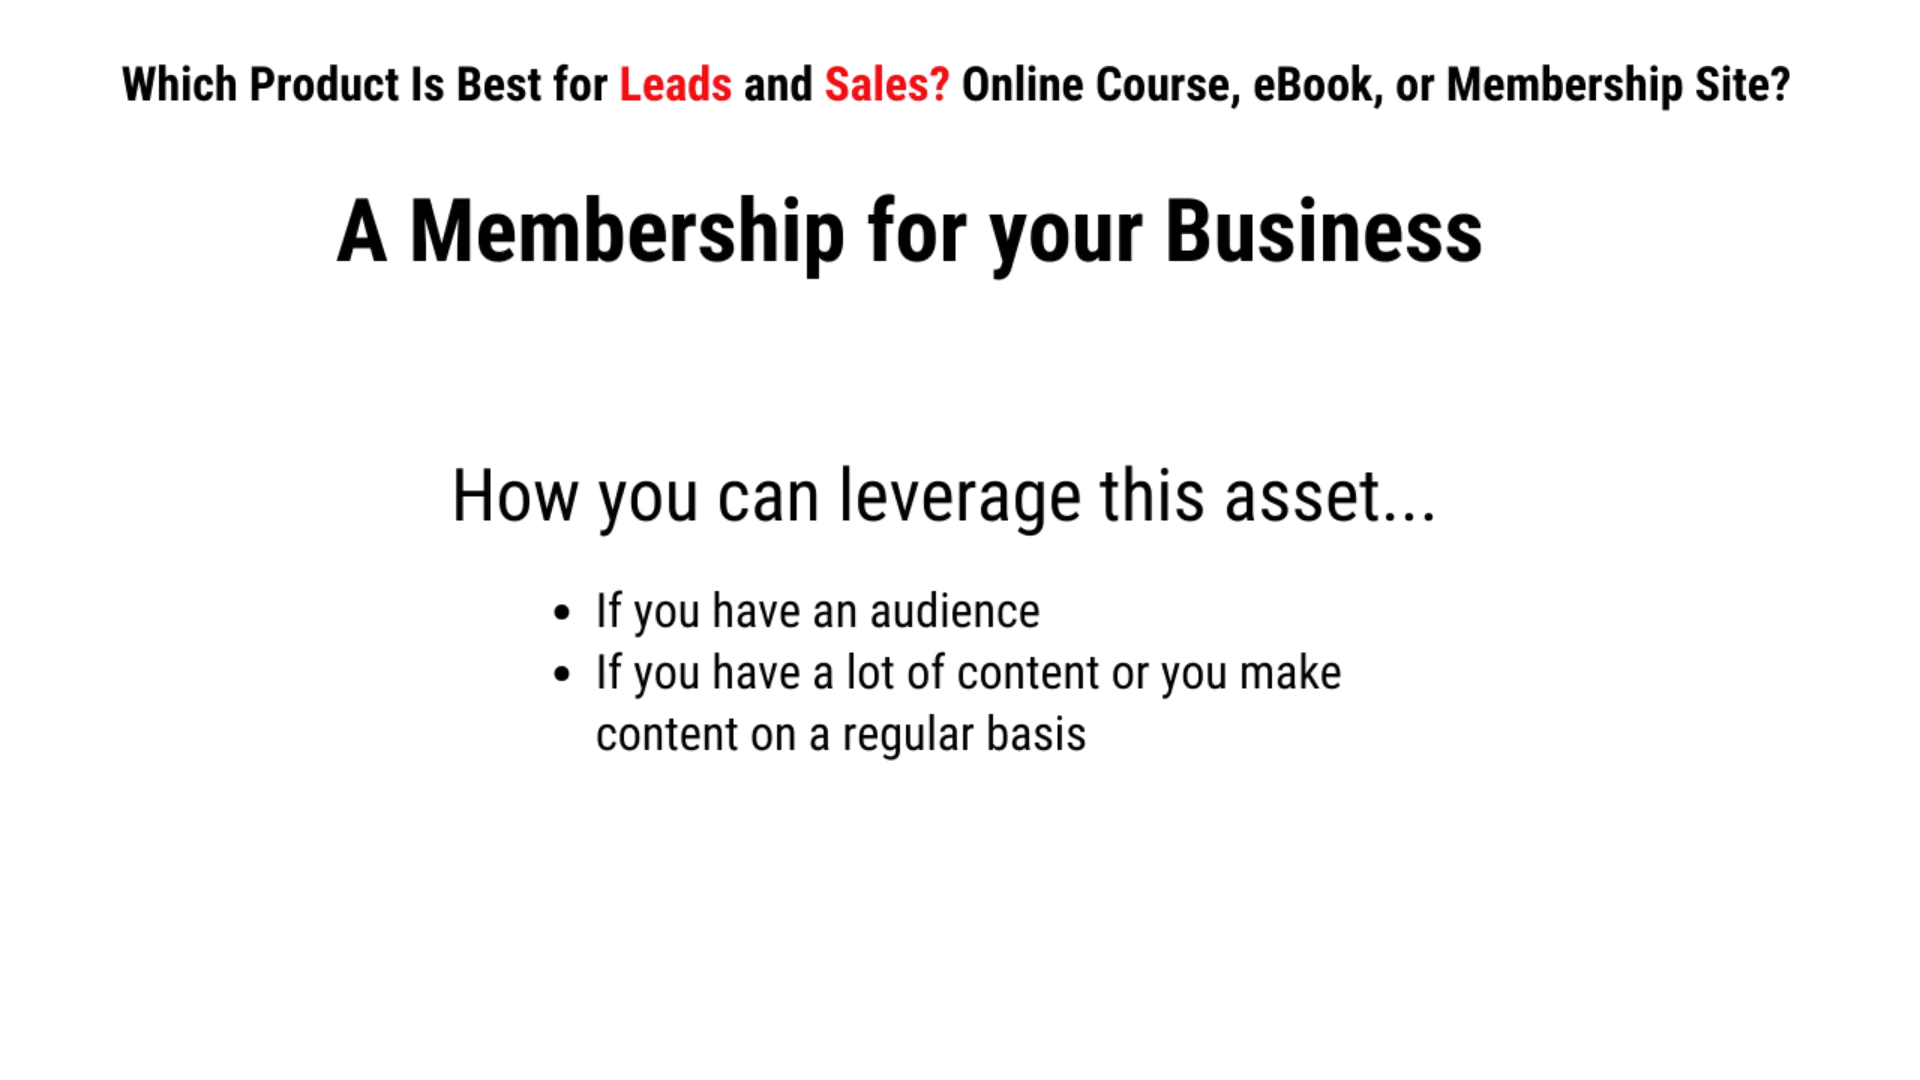 Which Product Is Best for Leads and Sales? Online Course, eBook, or Membership Site?
A Membership for your Business
How you can leverage this asset...
• If you have an audience
• If you have a lot of content or you make
content on a regular basis